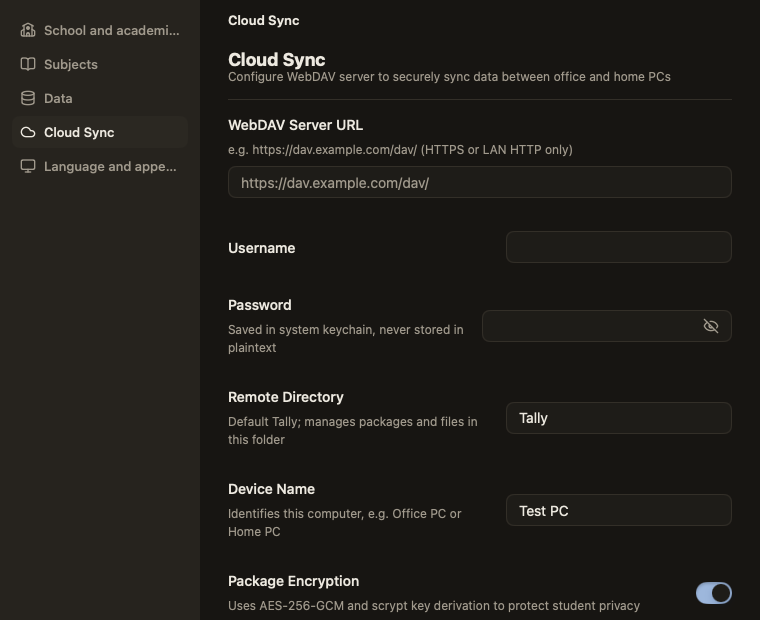 School and academi...
Subjects
Data
Cloud Sync
Language and appe...
Cloud Sync
Cloud Sync
Configure WebDAV server to securely sync data between office and home PCs
WebDAV Server URL
e.g. https://dav.example.com/dav/ (HTTPS or LAN HTTP only)
https://dav.example.com/dav/
Username
Password
Saved in system keychain, never stored in
plaintext
Remote Directory
Default Tally; manages packages and files in
this folder
Tally
Device Name
Identifies this computer, e.g. Office PC or
Home PC
Test PC
Package Encryption
Uses AES-256-GCM and scrypt key derivation to protect student privacy